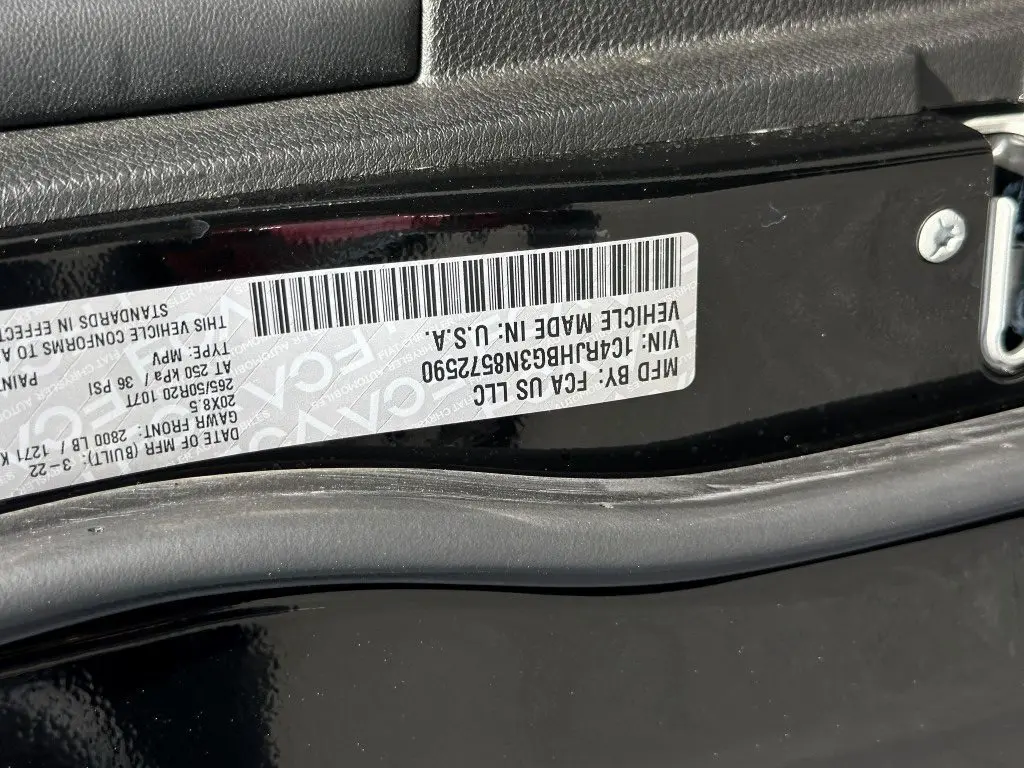 MFD BY: FCA US LLC
VIN: 1C4RJHBG3N8572590
VEHICLE MADE IN: U.S.A.
DATE OF MFR (BUILT): 3-22
GAWR FRONT: 2800 LB / 1271 K
20X8.5
265/50R20 107T
AT 250 kPa / 36 PSI
TYPE: MPV
PAIN
THIS VEHICLE CONFORMS TO A
STANDARDS IN EFFECT
FCA